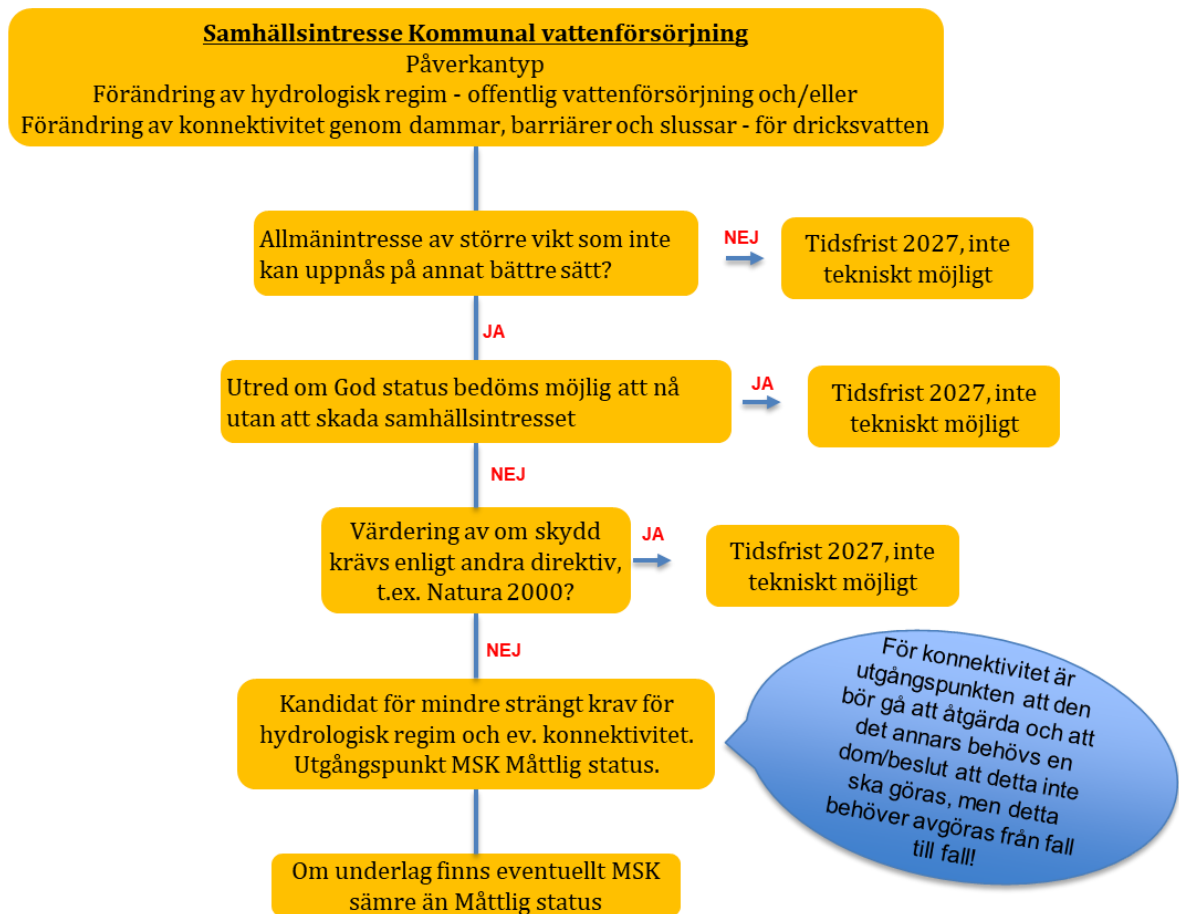 Samhällsintresse Kommunal vattenförsörjning
Påverkantyp
Förändring av hydrologisk regim - offentlig vattenförsörjning och/eller
Förändring av konnektivitet genom dammar, barriärer och slussar - för dricksvatten
Allmänintresse av större vikt som inte
kan uppnås på annat bättre sätt?
NEJ
Tidsfrist 2027, inte
tekniskt möjligt
JA
Utred om God status bedöms möjlig att nå
utan att skada samhällsintresset
JA
Tidsfrist 2027, inte
tekniskt möjligt
NEJ
Värdering av om skydd
krävs enligt andra direktiv,
t.ex. Natura 2000?
JA
Tidsfrist 2027, inte
tekniskt möjligt
NEJ
Kandidat för mindre strängt krav för
hydrologisk regim och ev. konnektivitet.
Utgångspunkt MSK Måttlig status.
För konnektivitet är
utgångspunkten att den
bör gå att åtgärda och att
det annars behövs en
dom/beslut att detta inte
ska göras, men detta
behöver avgöras från fall
till fall!
Om underlag finns eventuellt MSK
sämre än Måttlig status